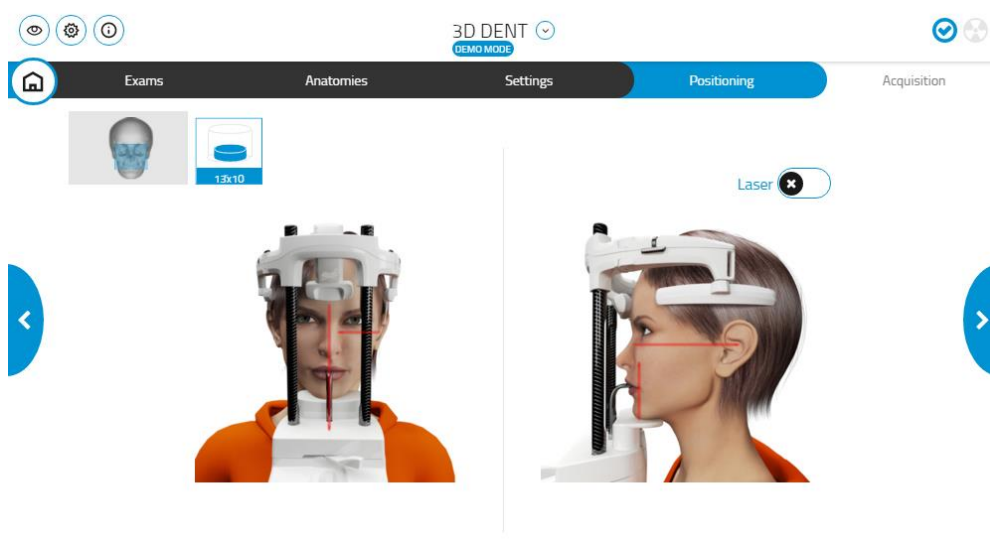 3D DENT
DEMO MODE
Exams
Anatomies
Settings
Positioning
Acquisition
13x10
Laser